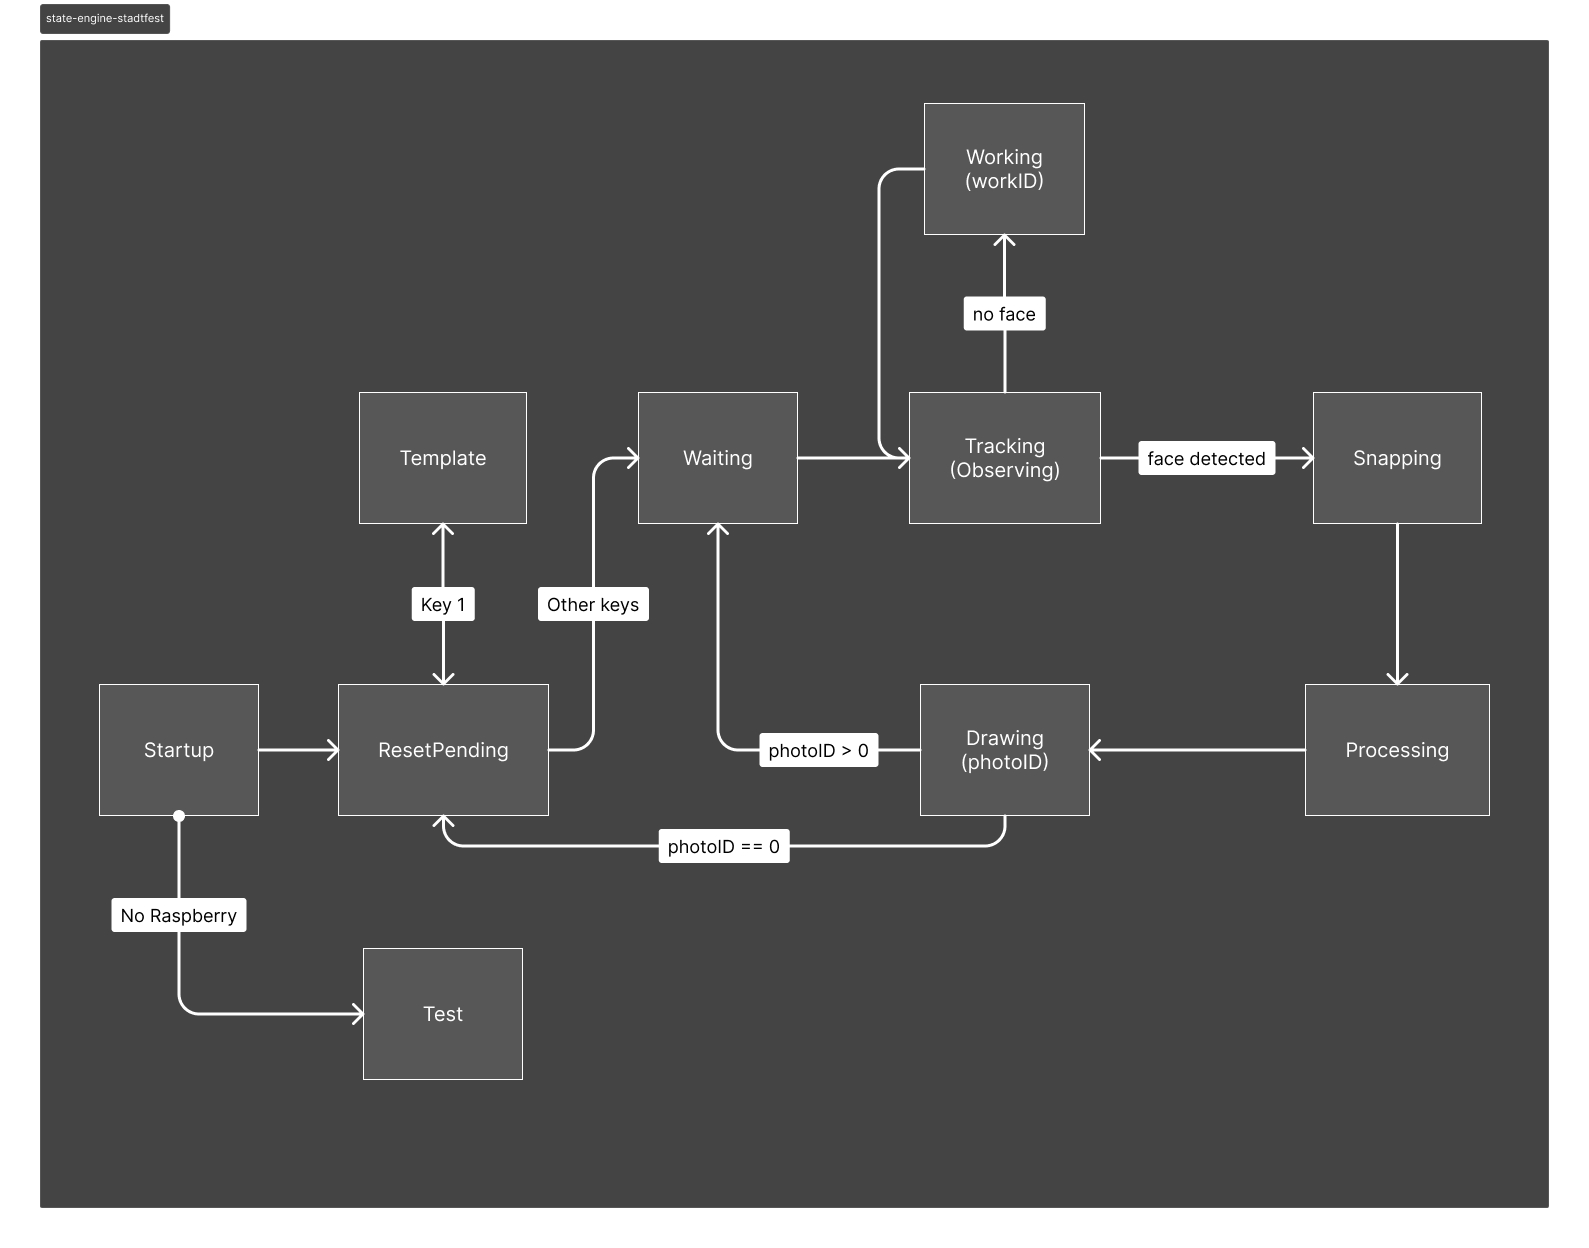 state-engine-stadtfest
Working
(workID)
no face
Template
Waiting
Tracking
(Observing)
face detected
Snapping
Key 1
Other keys
Startup
ResetPending
photoID > 0
Drawing
(photoID)
Processing
photoID == 0
No Raspberry
Test